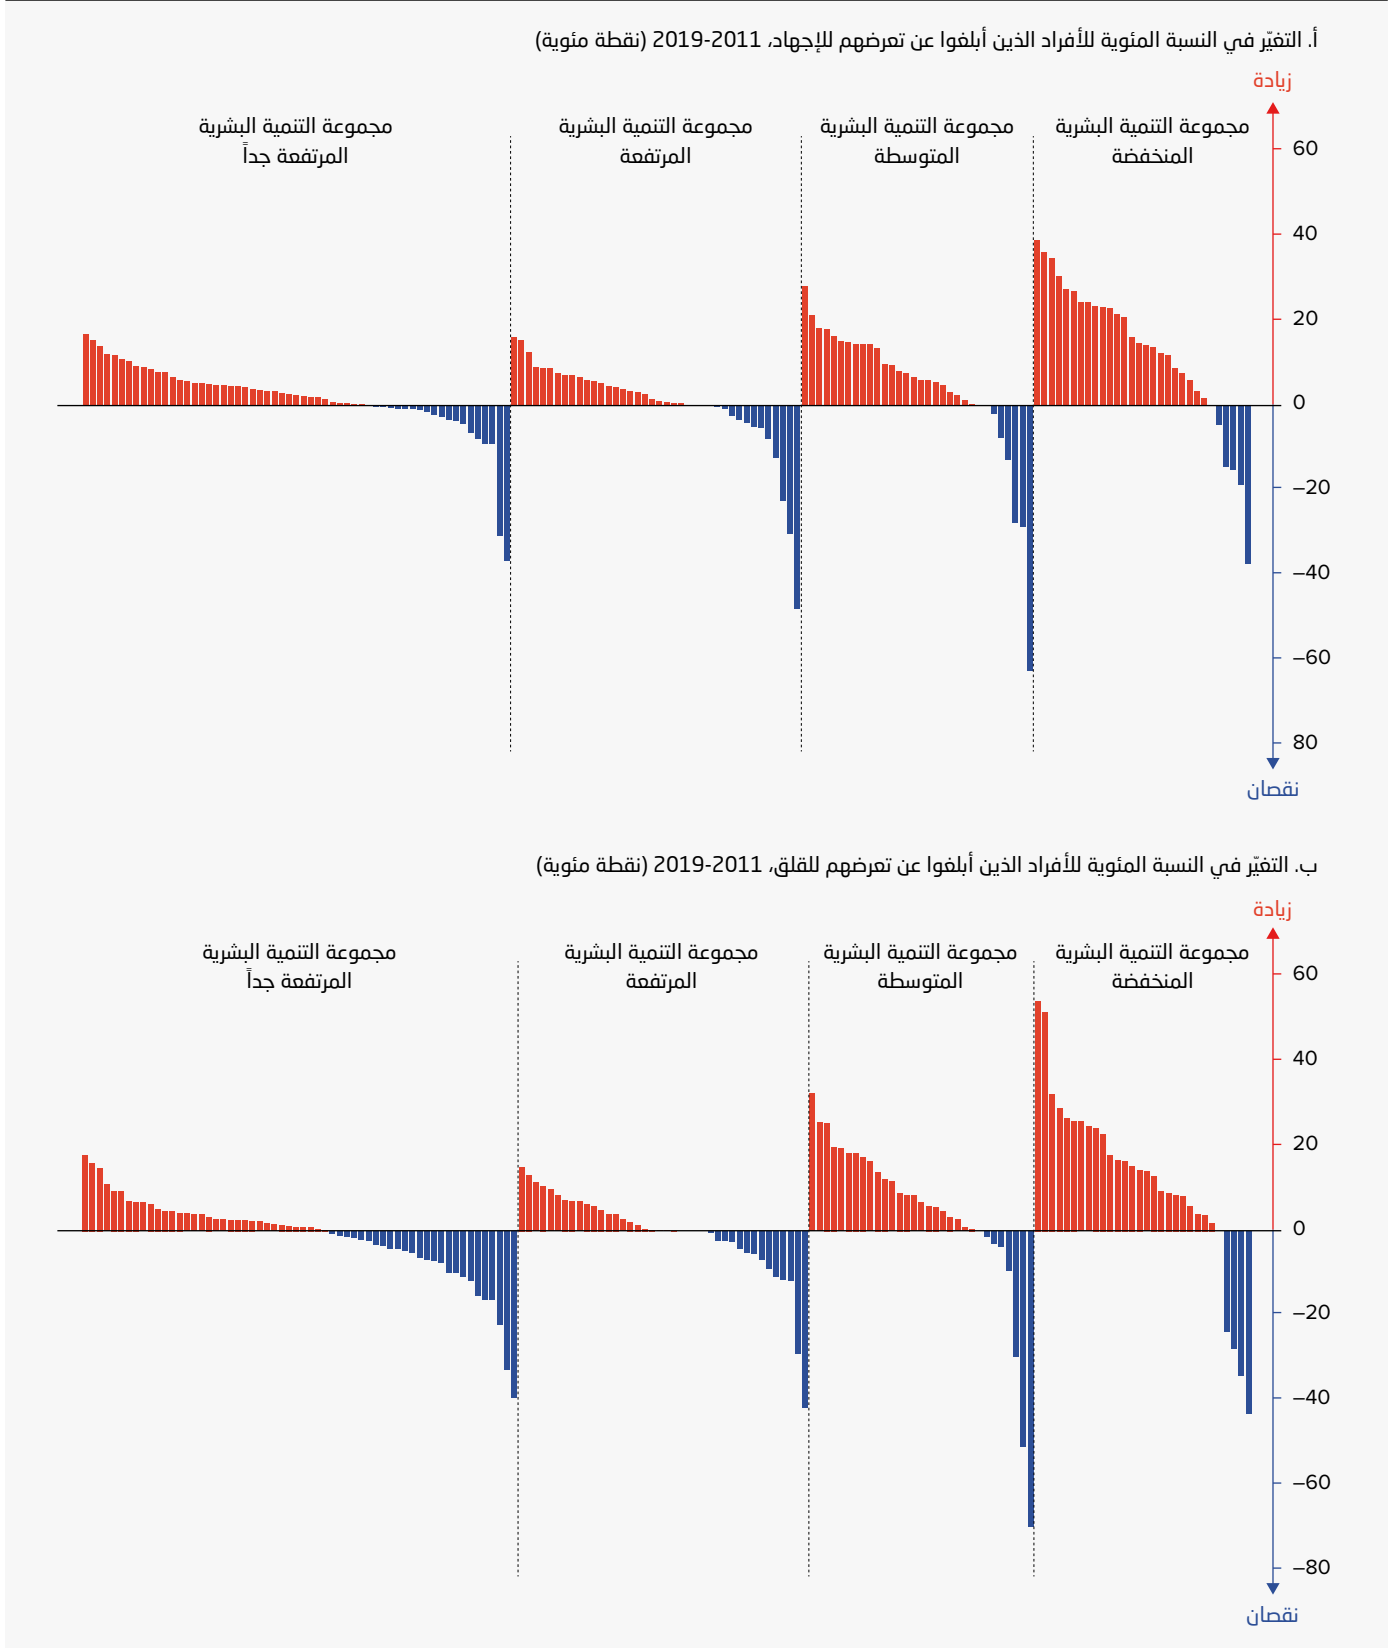 أ. التغيّر في النسبة المئوية للأفراد الذين أبلغوا عن تعرضهم للإجهاد، 2011-2019 (نقطة مئوية)
زيادة
مجموعة التنمية البشرية
المنخفضة
مجموعة التنمية البشرية
المتوسطة
مجموعة التنمية البشرية
المرتفعة
مجموعة التنمية البشرية
المرتفعة جداً
60
40
20
0
–20
–40
–60
80
نقصان
ب. التغيّر في النسبة المئوية للأفراد الذين أبلغوا عن تعرضهم للقلق، 2011-2019 (نقطة مئوية)
زيادة
مجموعة التنمية البشرية
المنخفضة
مجموعة التنمية البشرية
المتوسطة
مجموعة التنمية البشرية
المرتفعة
مجموعة التنمية البشرية
المرتفعة جداً
60
40
20
0
–20
–40
–60
–80
نقصان